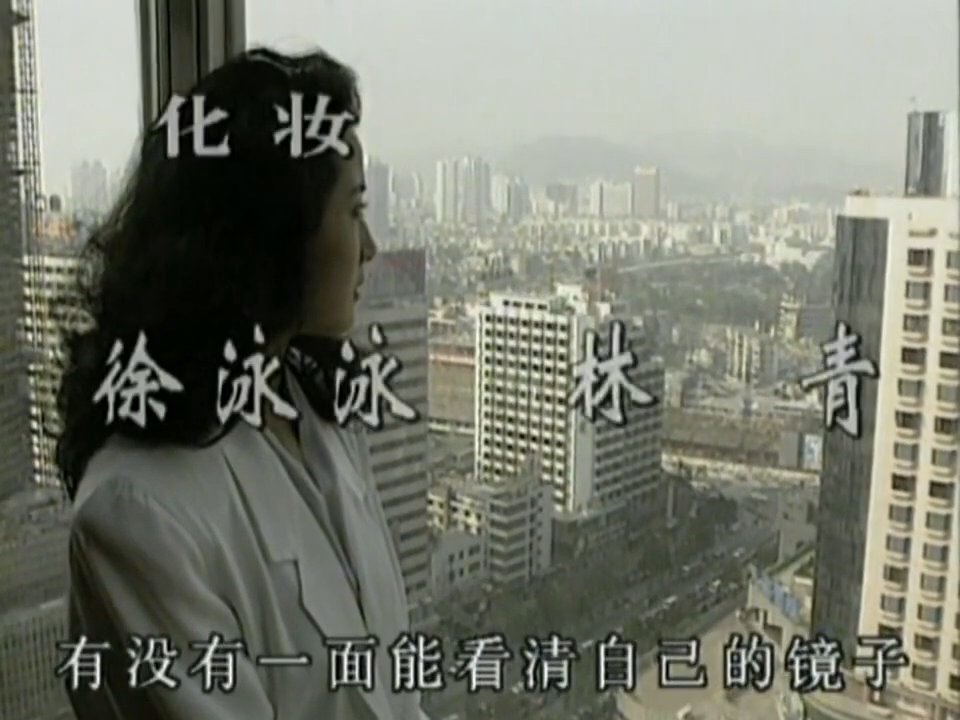 化妆
徐泳泳 林青
有没有一面能看清自己的镜子